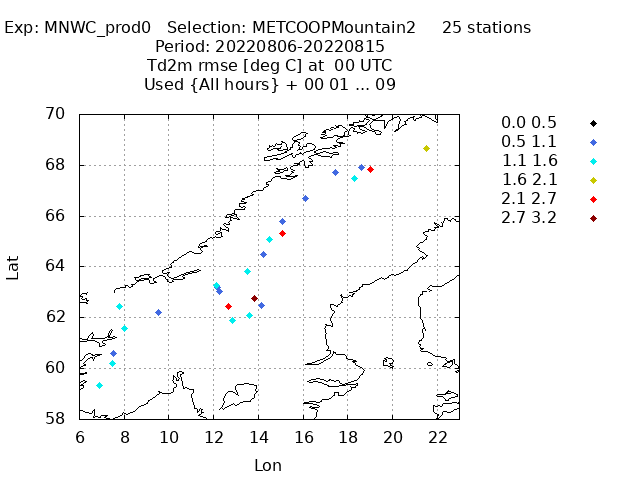 Exp: MNWC_prod0 Selection: METCOOPMountain2 25 stations
Period: 20220806-20220815
Td2m rmse [deg C] at 00 UTC
Used {All hours} + 00 01 ... 09
70
68
66
64
62
60
58
Lat
6 8 10 12 14 16 18 20 22
Lon
0.0 0.5
0.5 1.1
1.1 1.6
1.6 2.1
2.1 2.7
2.7 3.2